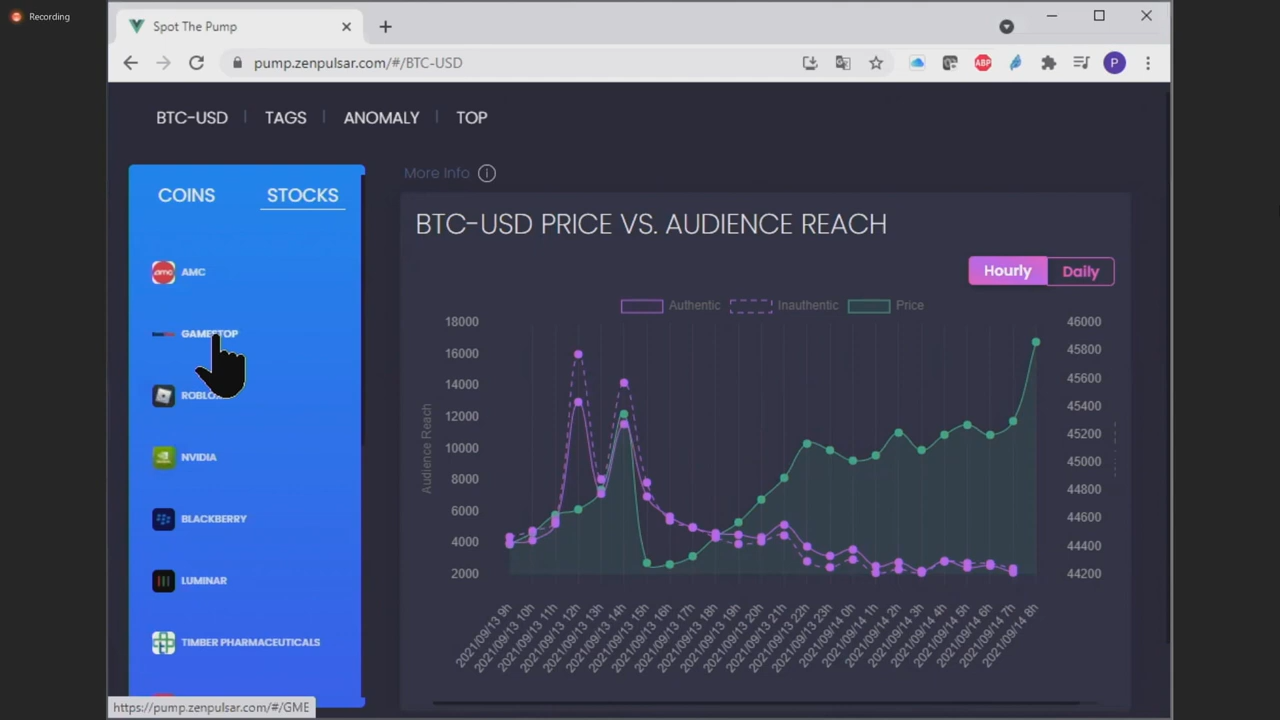 Recording
Spot The Pump
pump.zenpulsar.com/#/BTC-USD
ABP
P
BTC-USD
TAGS
ANOMALY
TOP
COINS
STOCKS
amc
AMC
GAMESTOP
ROBLOX
NVIDIA
BLACKBERRY
LUMINAR
TIMBER PHARMACEUTICALS
https://pump.zenpulsar.com/#/GME
More Info
BTC-USD PRICE VS. AUDIENCE REACH
Hourly
Daily
Authentic
Inauthentic
Price
Audience Reach
18000
16000
14000
12000
10000
8000
6000
4000
2000
46000
45800
45600
45400
45200
45000
44800
44600
44400
44200
2021/09/13 9h
2021/09/13 10h
2021/09/13 11h
2021/09/13 12h
2021/09/13 13h
2021/09/13 14h
2021/09/13 15h
2021/09/13 16h
2021/09/13 17h
2021/09/13 18h
2021/09/13 19h
2021/09/13 20h
2021/09/13 21h
2021/09/13 22h
2021/09/13 23h
2021/09/14 0h
2021/09/14 1h
2021/09/14 2h
2021/09/14 3h
2021/09/14 4h
2021/09/14 5h
2021/09/14 6h
2021/09/14 7h
2021/09/14 8h